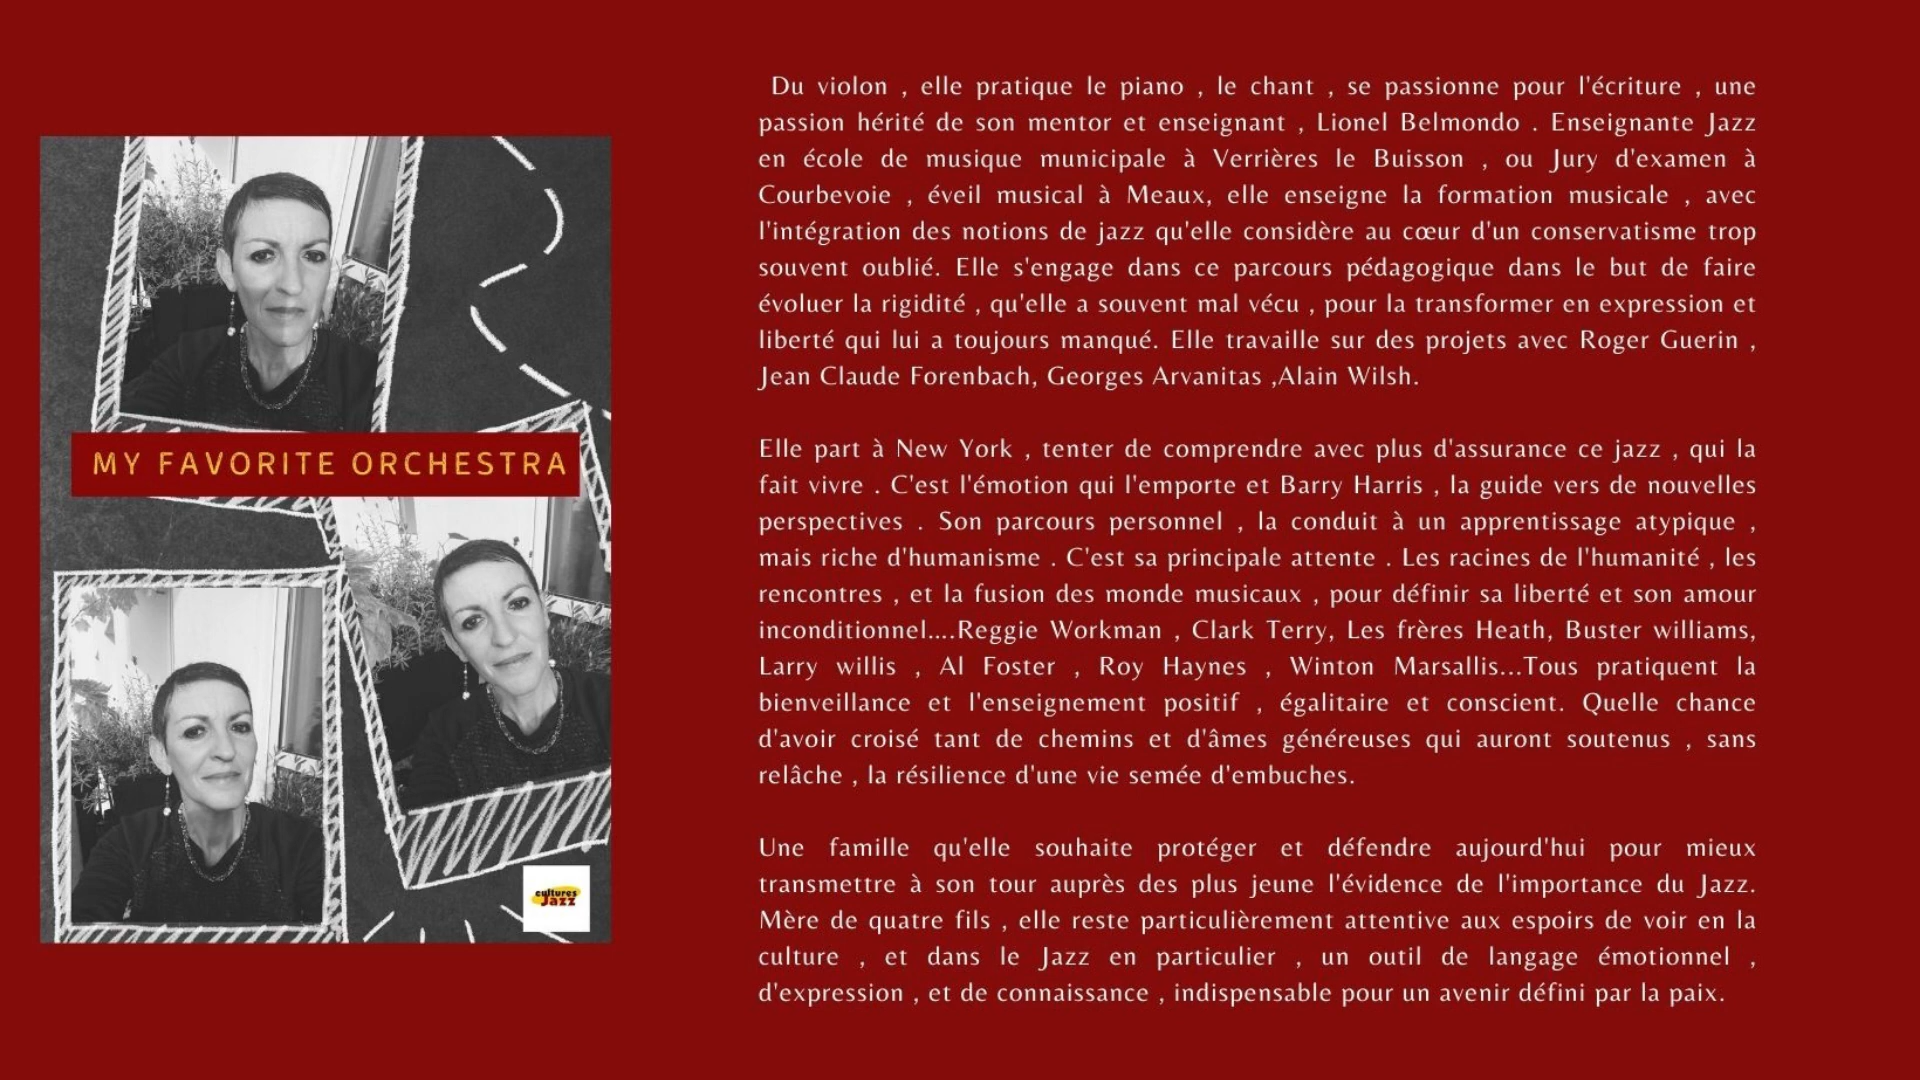 MY FAVORITE ORCHESTRA
cultures
Jazz
Du violon , elle pratique le piano , le chant , se passionne pour l'écriture , une
passion hérité de son mentor et enseignant , Lionel Belmondo . Enseignante Jazz
en école de musique municipale à Verrières le Buisson , ou Jury d'examen à
Courbevoie , éveil musical à Meaux, elle enseigne la formation musicale , avec
l'intégration des notions de jazz qu'elle considère au cœur d'un conservatisme trop
souvent oublié. Elle s'engage dans ce parcours pédagogique dans le but de faire
évoluer la rigidité , qu'elle a souvent mal vécu , pour la transformer en expression et
liberté qui lui a toujours manqué. Elle travaille sur des projets avec Roger Guerin ,
Jean Claude Forenbach, Georges Arvanitas ,Alain Wilsh.
Elle part à New York , tenter de comprendre avec plus d'assurance ce jazz , qui la
fait vivre . C'est l'émotion qui l'emporte et Barry Harris , la guide vers de nouvelles
perspectives . Son parcours personnel , la conduit à un apprentissage atypique ,
mais riche d'humanisme . C'est sa principale attente . Les racines de l'humanité , les
rencontres , et la fusion des monde musicaux , pour définir sa liberté et son amour
inconditionnel....Reggie Workman , Clark Terry, Les frères Heath, Buster williams,
Larry willis , Al Foster , Roy Haynes , Winton Marsallis...Tous pratiquent la
bienveillance et l'enseignement positif , égalitaire et conscient. Quelle chance
d'avoir croisé tant de chemins et d'âmes généreuses qui auront soutenus , sans
relâche , la résilience d'une vie semée d'embuches.
Une famille qu'elle souhaite protéger et défendre aujourd'hui pour mieux
transmettre à son tour auprès des plus jeune l'évidence de l'importance du Jazz.
Mère de quatre fils , elle reste particulièrement attentive aux espoirs de voir en la
culture , et dans le Jazz en particulier , un outil de langage émotionnel ,
d'expression , et de connaissance , indispensable pour un avenir défini par la paix.